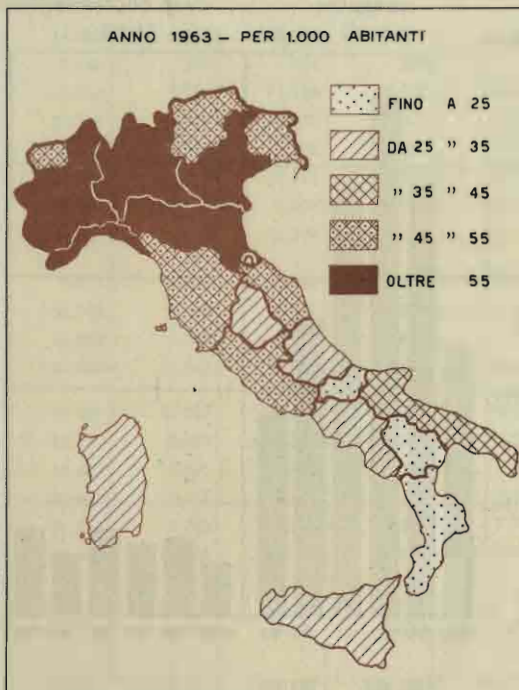 ANNO 1963 — PER 1.000 ABITANTI
FINO A 25
DA 25 " 35
" 35 " 45
" 45 " 55
OLTRE 55